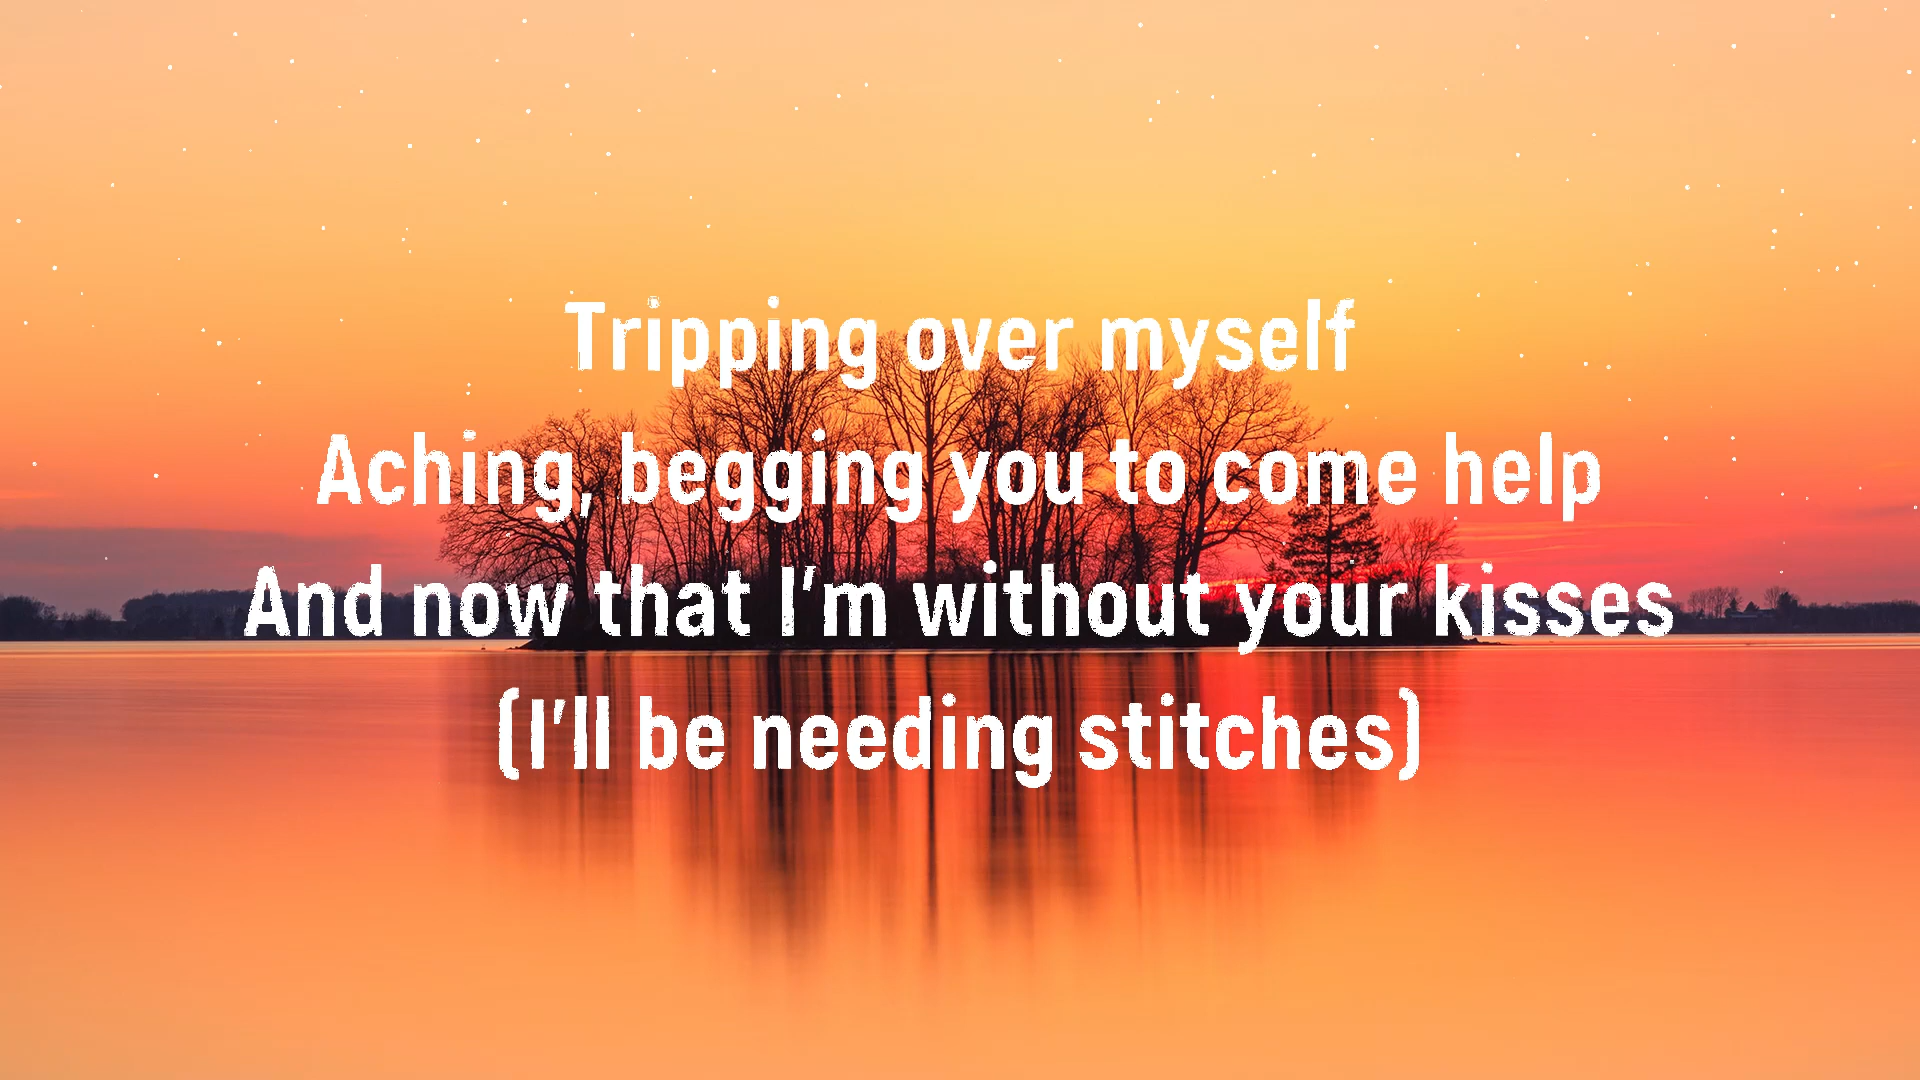 Tripping over myself
Aching, begging you to come help
And now that I'm without your kisses
(I'll be needing stitches)